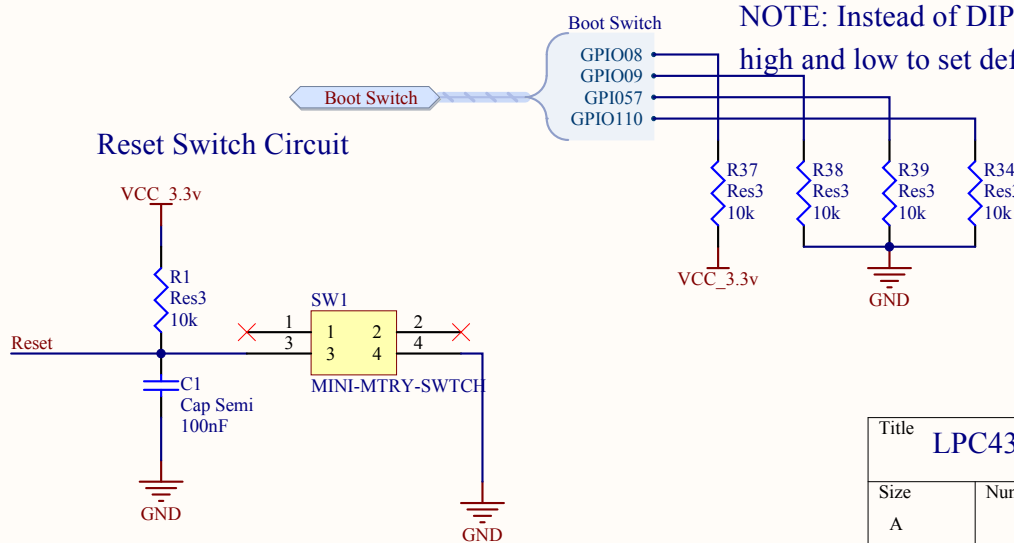 Boot Switch
NOTE: Instead of DIP
high and low to set def
GPIO08
GPIO09
GPI057
GPIO110
Boot Switch
Reset Switch Circuit
R37
Res3
10k
R38
Res3
10k
R39
Res3
10k
R34
Res3
10k
VCC_3.3v
GND
VCC_3.3v
R1
Res3
10k
Reset
SW1
1 1 2 2
3 3 4 4
MINI-MTRY-SWTCH
C1
Cap Semi
100nF
GND
GND
Title
LPC43
Size
Num
A